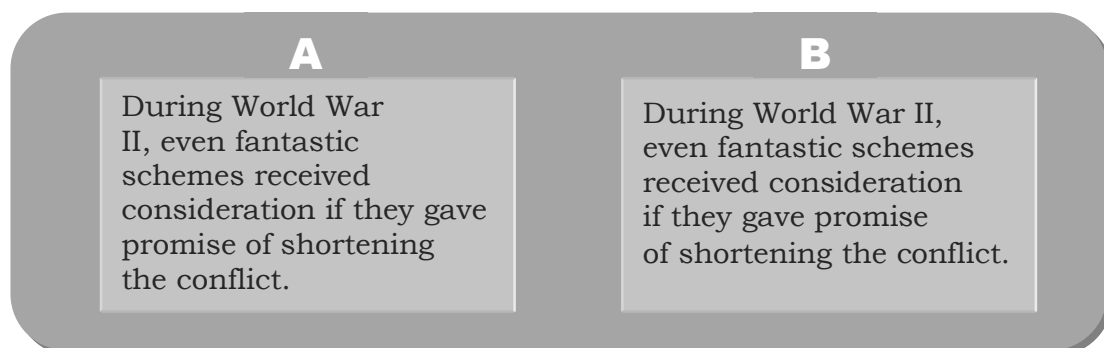 A
During World War
II, even fantastic
schemes received
consideration if they gave
promise of shortening
the conflict.
B
During World War II,
even fantastic schemes
received consideration
if they gave promise
of shortening the conflict.